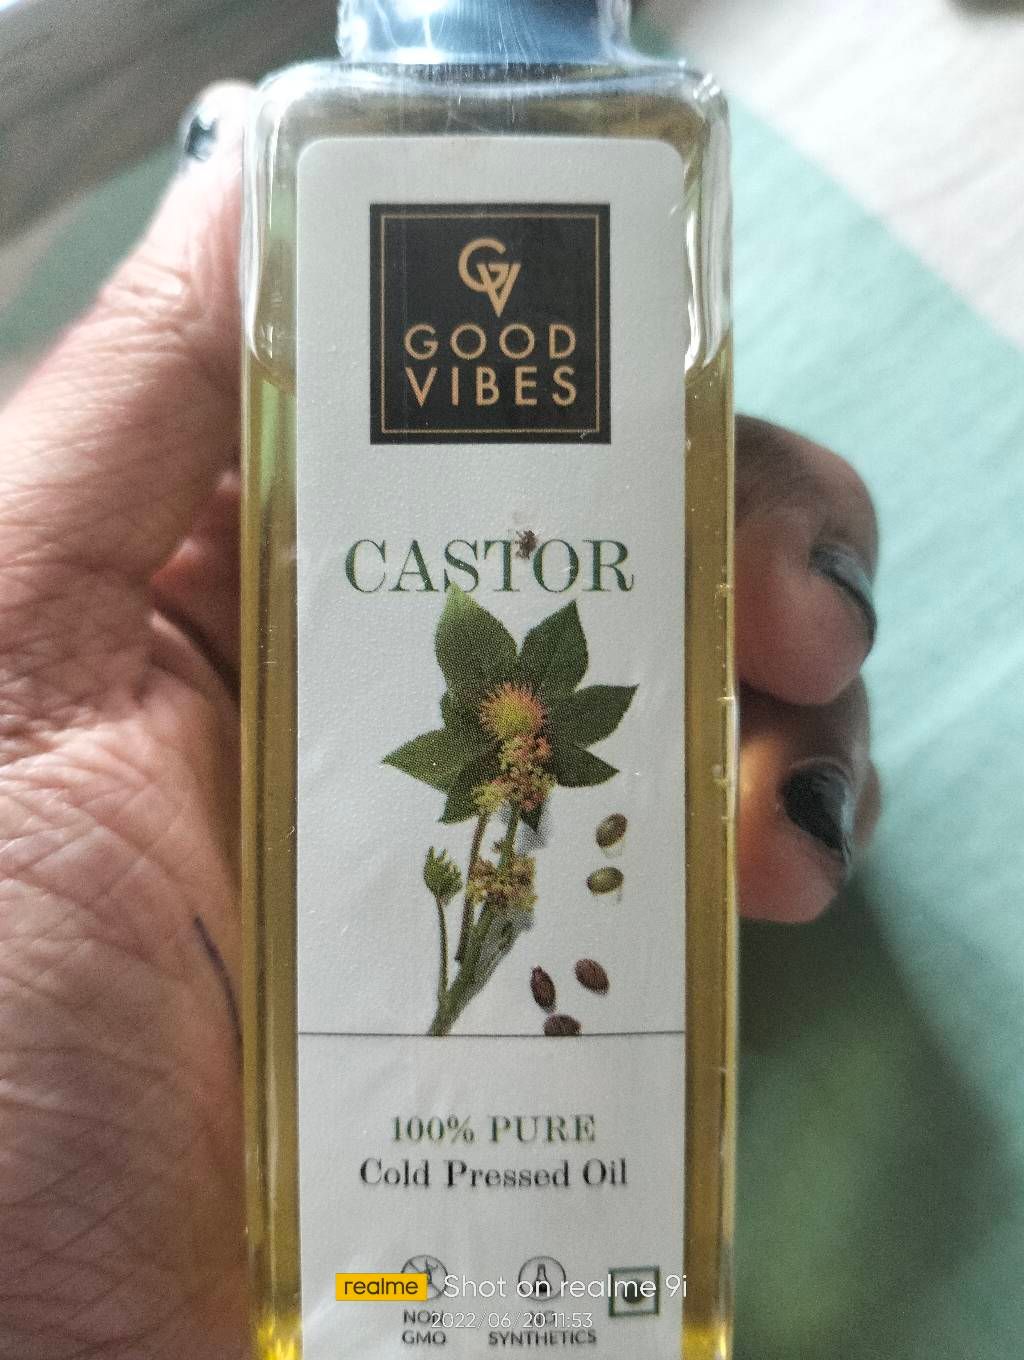 GV
GOOD
VIBES
CASTOR
100% PURE
Cold Pressed Oil
realme Shot on realme 9i
2022/06/20 11:53
NON
GMO
SYNTHETICS